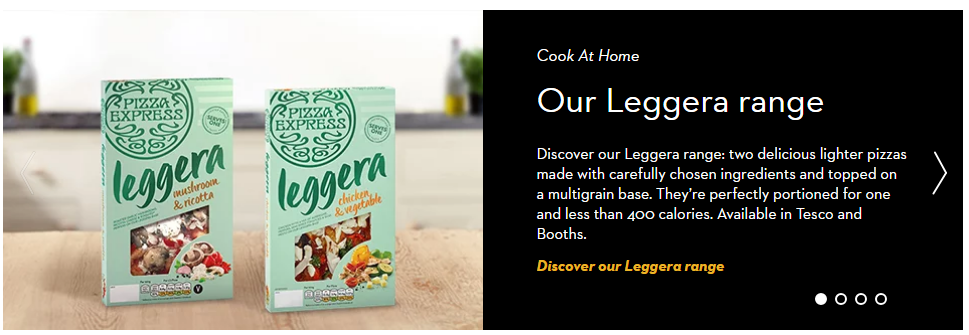 PIZZA
EXPRESS
SERVES
ONE
leggera
mushroom
& ricotta
V
PIZZA
EXPRESS
SERVES
ONE
leggera
chicken
& vegetable
Cook At Home
Our Leggera range
Discover our Leggera range: two delicious lighter pizzas
made with carefully chosen ingredients and topped on
a multigrain base. They're perfectly portioned for one
and less than 400 calories. Available in Tesco and
Booths.
Discover our Leggera range